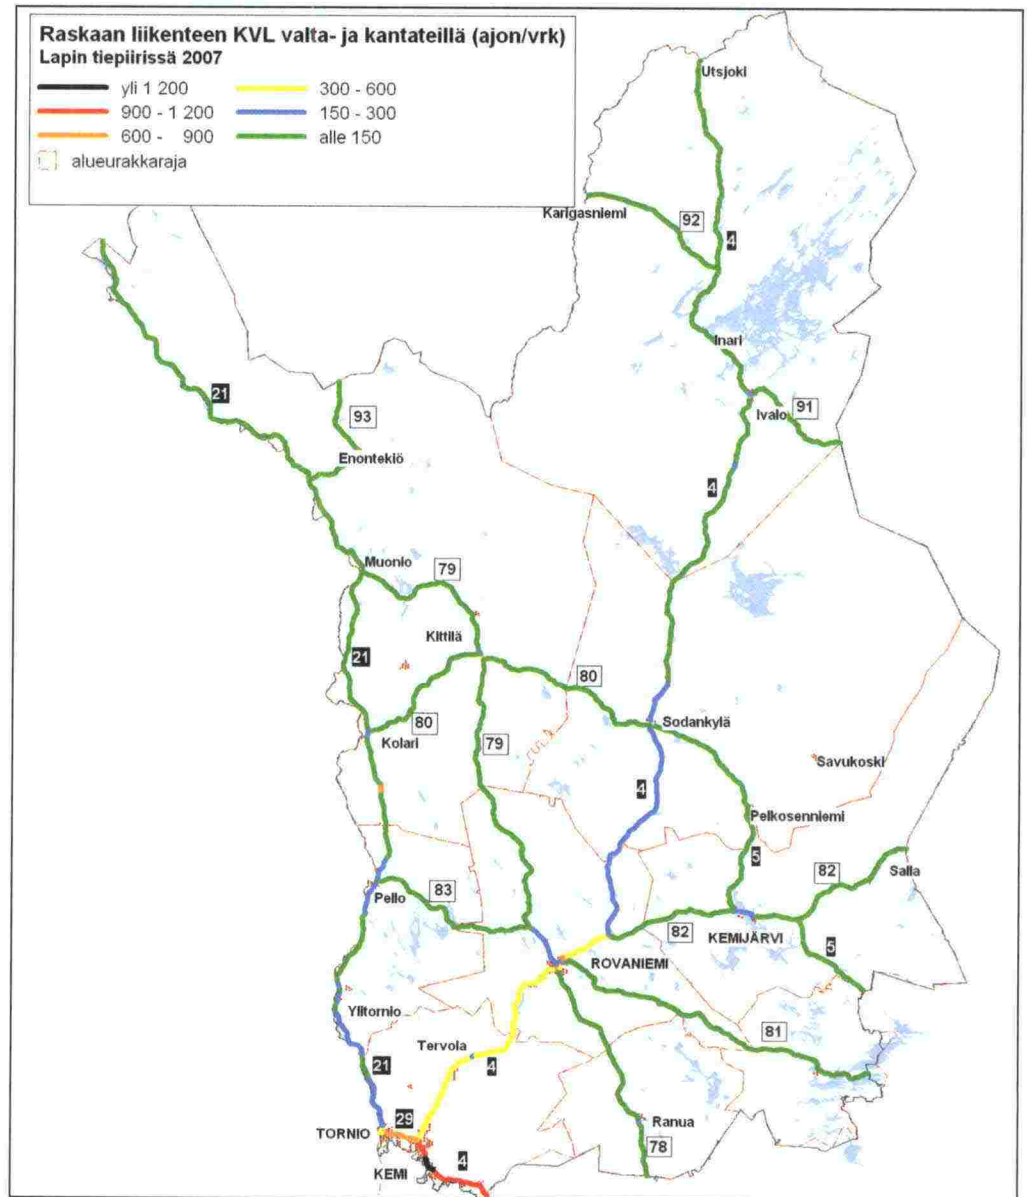 Raskaan liikenteen KVL valta- ja kantateillä (ajon/vrk)
Lapin tiepiirissä 2007
yli 1 200
300 - 600
900 - 1 200
150 - 300
600 - 900
alle 150
alueurakkaraja
Utsjoki
Karigasniemi
92
4
Inari
21
93
Ivalo
91
Enontekiö
4
Muonio
79
Kittilä
21
80
80
Kolari
79
Sodankylä
Savukoski
4
Pelkosenniemi
5
82
Salla
83
Pello
82
KEMIJÄRVI
5
ROVANIEMI
Ylitornio
81
Tervola
21
4
29
TORNIO
Ranua
78
KEMI
4